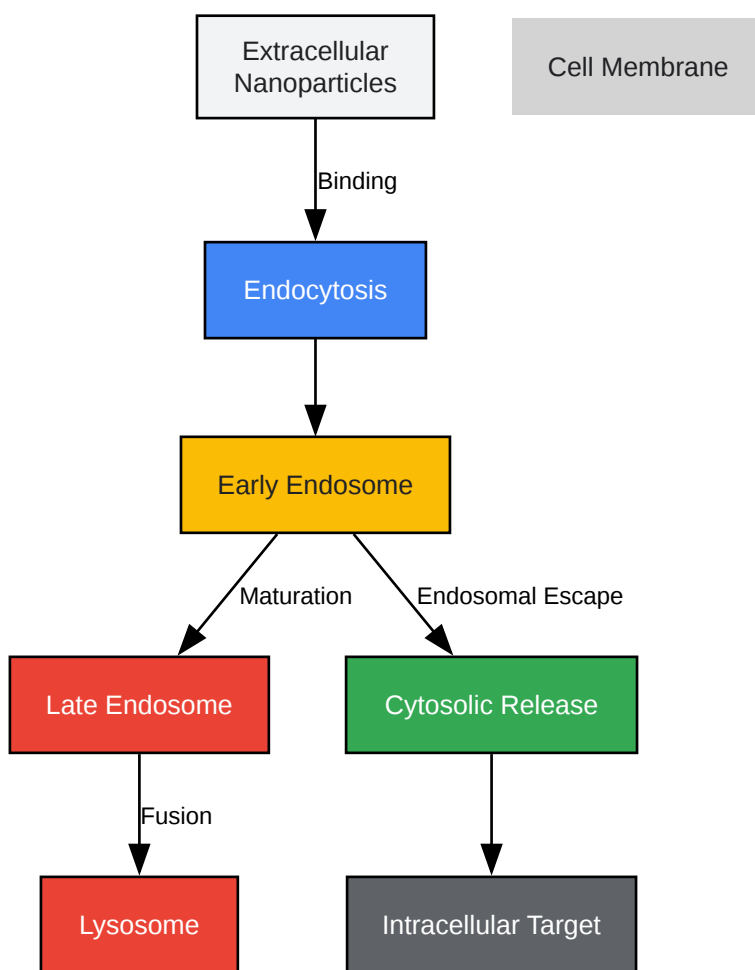 Extracellular
Nanoparticles
Cell Membrane
Binding
Endocytosis
Early Endosome
Maturation
Endosomal Escape
Late Endosome
Cytosolic Release
Fusion
Lysosome
Intracellular Target